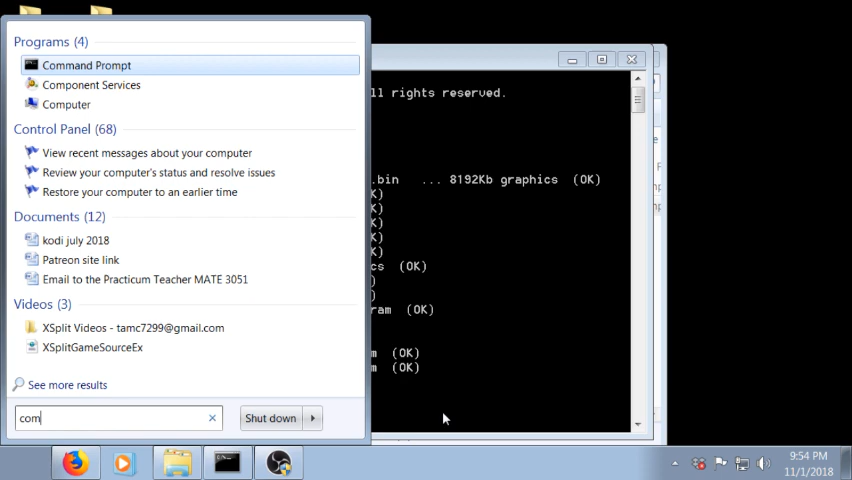 Programs (4)
Command Prompt
Component Services
Computer
Control Panel (68)
View recent messages about your computer
Review your computer's status and resolve issues
Restore your computer to an earlier time
Documents (12)
kodi july 2018
Patreon site link
Email to the Practicum Teacher MATE 3051
Videos (3)
XSplit Videos - tamc7299@gmail.com
XSplitGameSourceEx
See more results
com
Shut down
ll rights reserved.
.bin ... 8192Kb graphics (OK)
K)
K)
K)
K)
K)
cs (OK)
)
)
ram (OK)
m (OK)
m (OK)
9:54 PM
11/1/2018